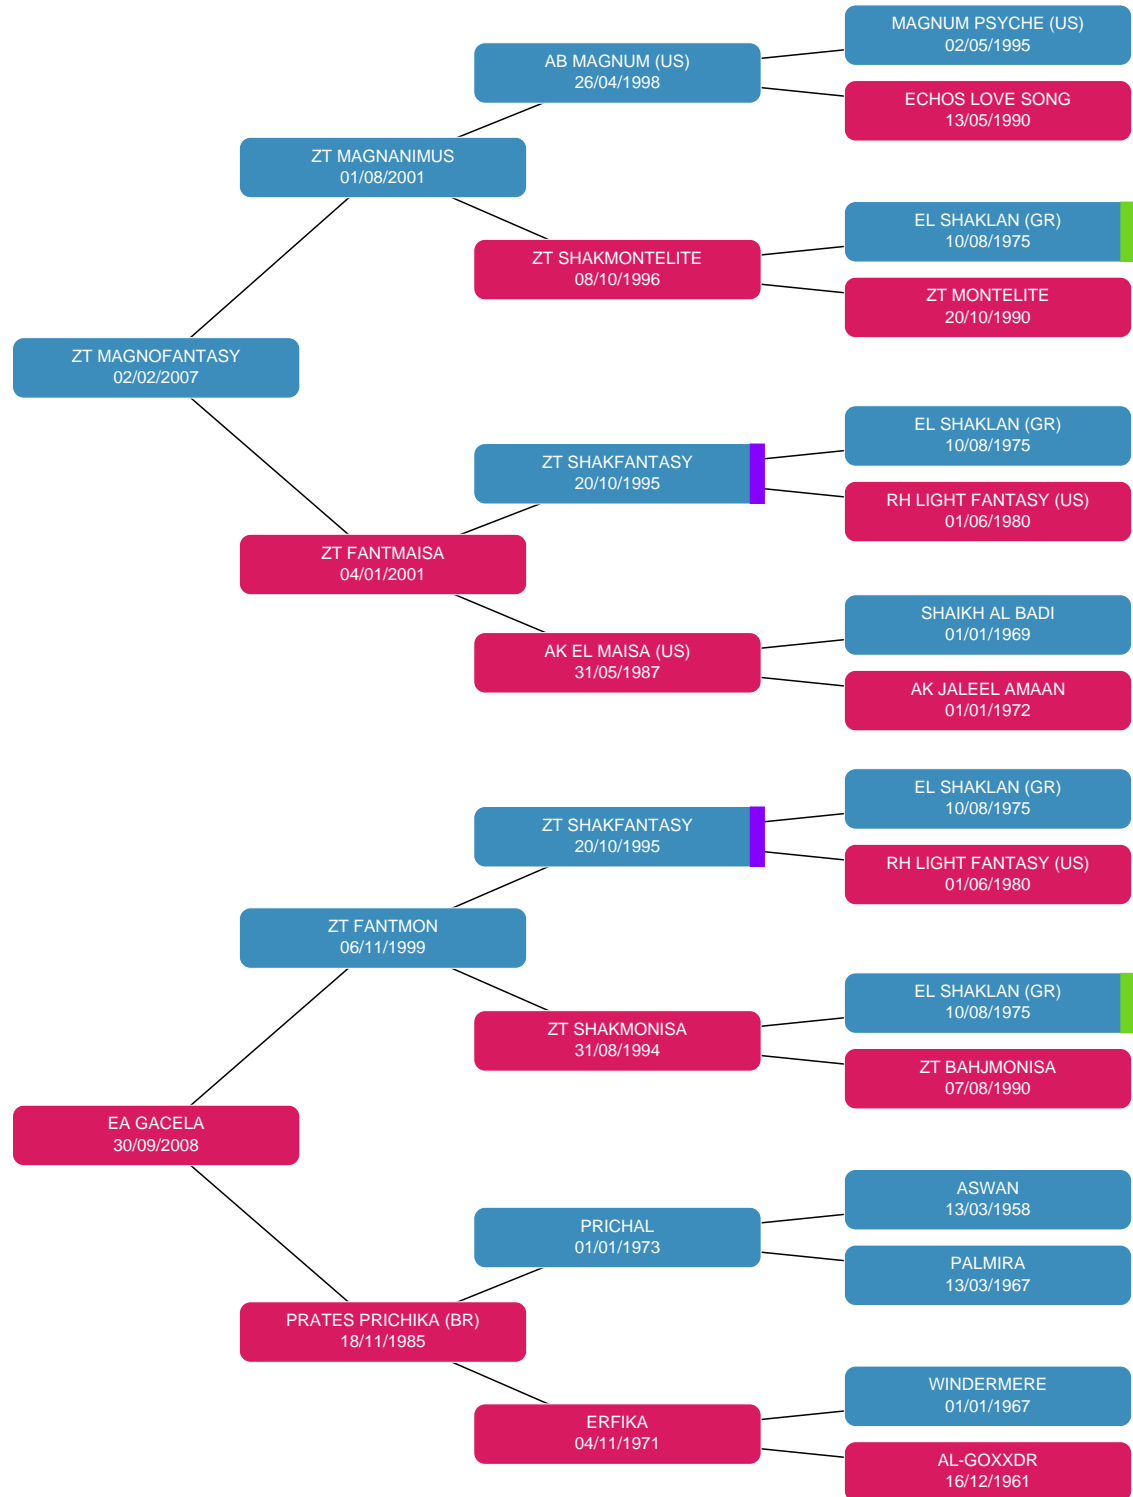 MAGNUM PSYCHE (US)
02/05/1995
AB MAGNUM (US)
26/04/1998
ECHOS LOVE SONG
13/05/1990
ZT MAGNANIMUS
01/08/2001
EL SHAKLAN (GR)
10/08/1975
ZT SHAKMONTELITE
08/10/1996
ZT MONTELITE
20/10/1990
ZT MAGNOFANTASY
02/02/2007
EL SHAKLAN (GR)
10/08/1975
ZT SHAKFANTASY
20/10/1995
RH LIGHT FANTASY (US)
01/06/1980
ZT FANTMAISA
04/01/2001
SHAIKH AL BADI
01/01/1969
AK EL MAISA (US)
31/05/1987
AK JALEEL AMAAN
01/01/1972
EL SHAKLAN (GR)
10/08/1975
ZT SHAKFANTASY
20/10/1995
RH LIGHT FANTASY (US)
01/06/1980
ZT FANTMON
06/11/1999
EL SHAKLAN (GR)
10/08/1975
ZT SHAKMONISA
31/08/1994
ZT BAHJMONISA
07/08/1990
EA GACELA
30/09/2008
ASWAN
13/03/1958
PRICHAL
01/01/1973
PALMIRA
13/03/1967
PRATES PRICHIKA (BR)
18/11/1985
WINDERMERE
01/01/1967
ERFIKA
04/11/1971
AL-GOXXDR
16/12/1961